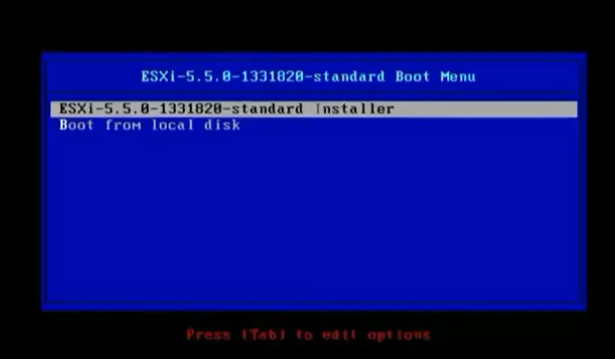 ESXi-5.5.0-1331820-standard Boot Menu
ESXi-5.5.0-1331820-standard Installer
Boot from local disk
Press [Tab] to edit options